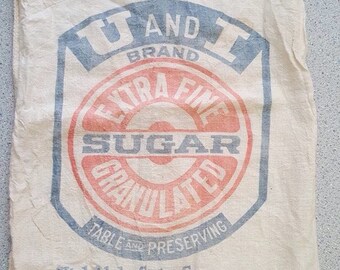 U AND I
BRAND
EXTRA FINE
SUGAR
GRANULATED
TABLE AND PRESERVING